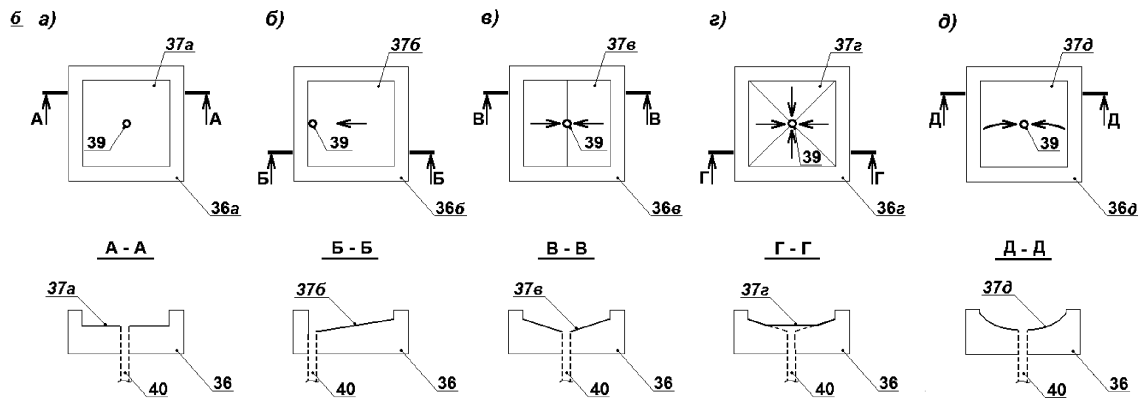 б а) б) в) г) д)
37а 37б 37в 37г 37д
А А В В Д Д
39 39 39 39 39
Б Б Г Г
36а 36б 36в 36г 36д
А - А Б - Б В - В Г - Г Д - Д
37а 37б 37в 37г 37д
40 36 40 36 40 36 40 36 40 36